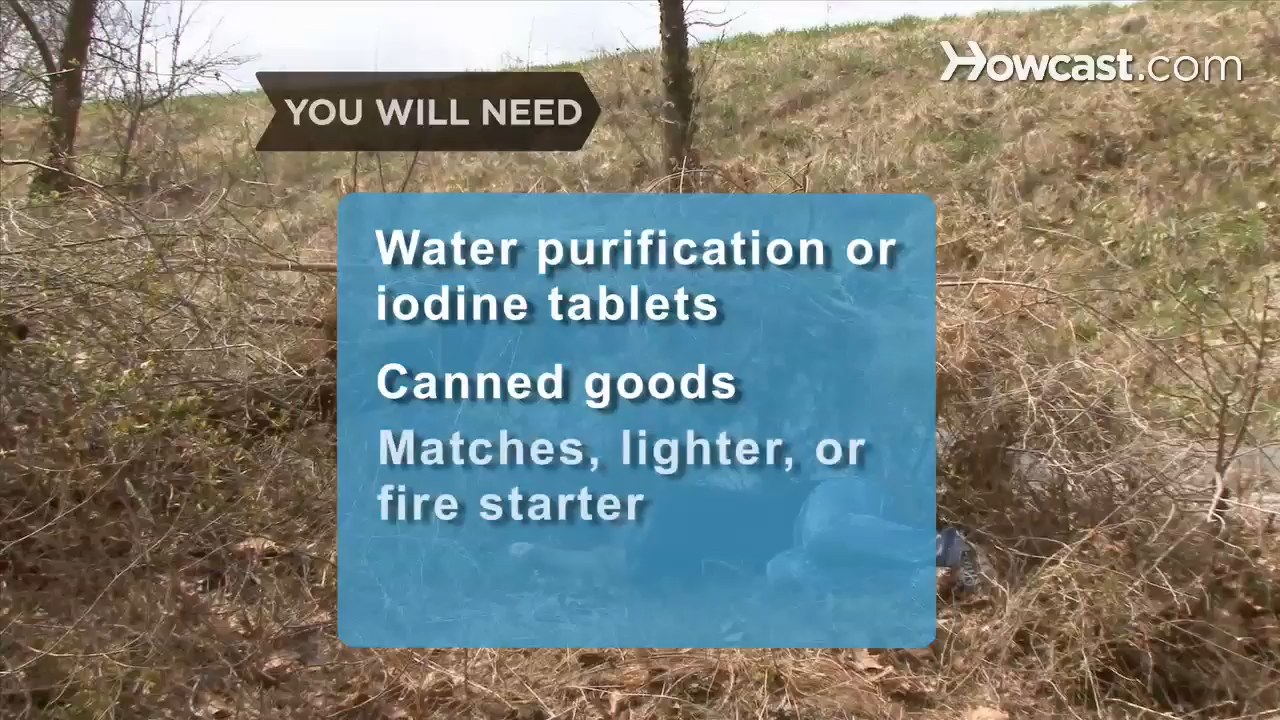 Howcast.com
YOU WILL NEED
Water purification or
iodine tablets
Canned goods
Matches, lighter, or
fire starter